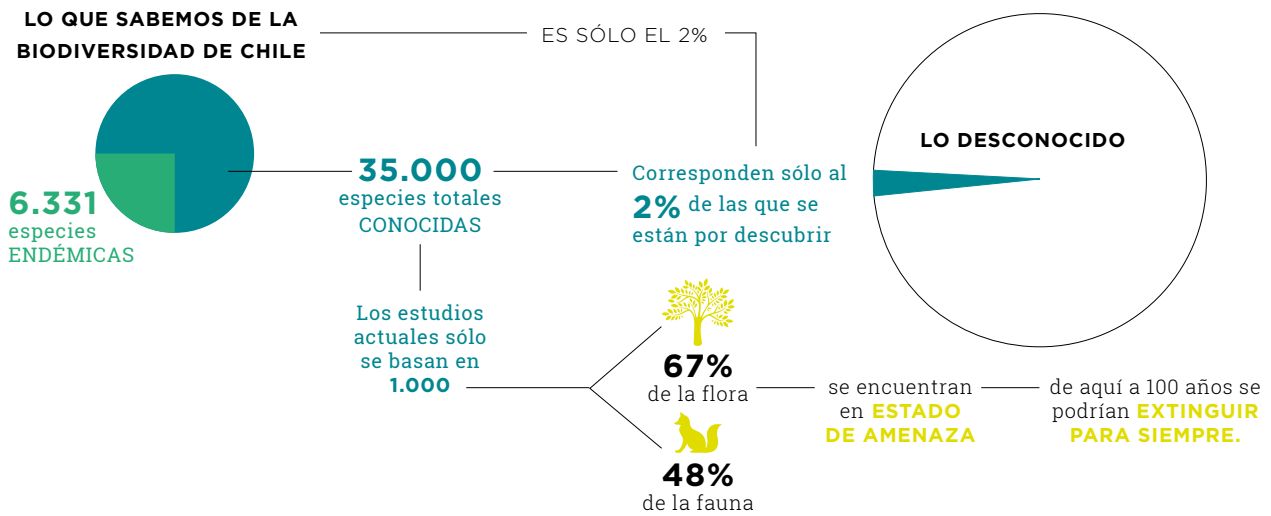 LO QUE SABEMOS DE LA
BIODIVERSIDAD DE CHILE
ES SÓLO EL 2%
6.331
especies
ENDÉMICAS
35.000
especies totales
CONOCIDAS
Corresponden sólo al
2% de las que se
están por descubrir
LO DESCONOCIDO
Los estudios
actuales sólo
se basan en
1.000
67%
de la flora
48%
de la fauna
se encuentran
en ESTADO
DE AMENAZA
de aquí a 100 años se
podrían EXTINGUIR
PARA SIEMPRE.